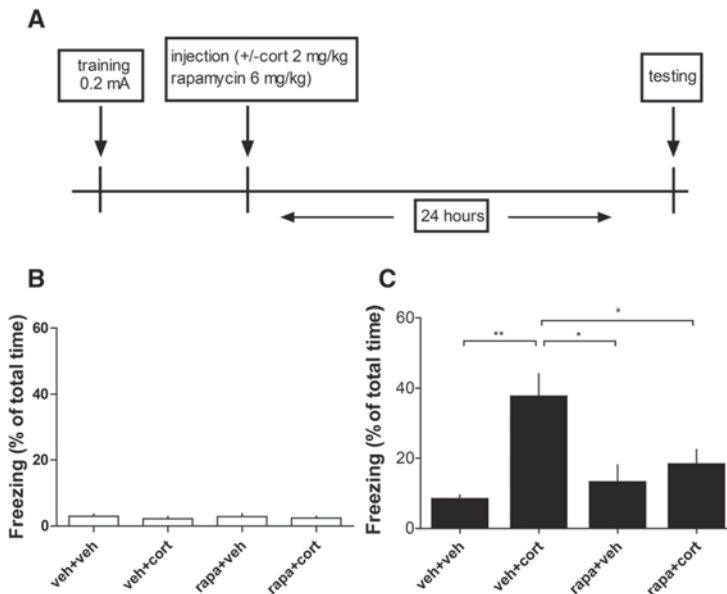 A
training
0.2 mA
injection (+/-cort 2 mg/kg
rapamycin 6 mg/kg)
testing
24 hours
B
Freezing (% of total time)
60
40
20
0
veh+veh
veh+cort
rapa+veh
rapa+cort
C
Freezing (% of total time)
60
40
20
0
**
*
*
veh+veh
veh+cort
rapa+veh
rapa+cort